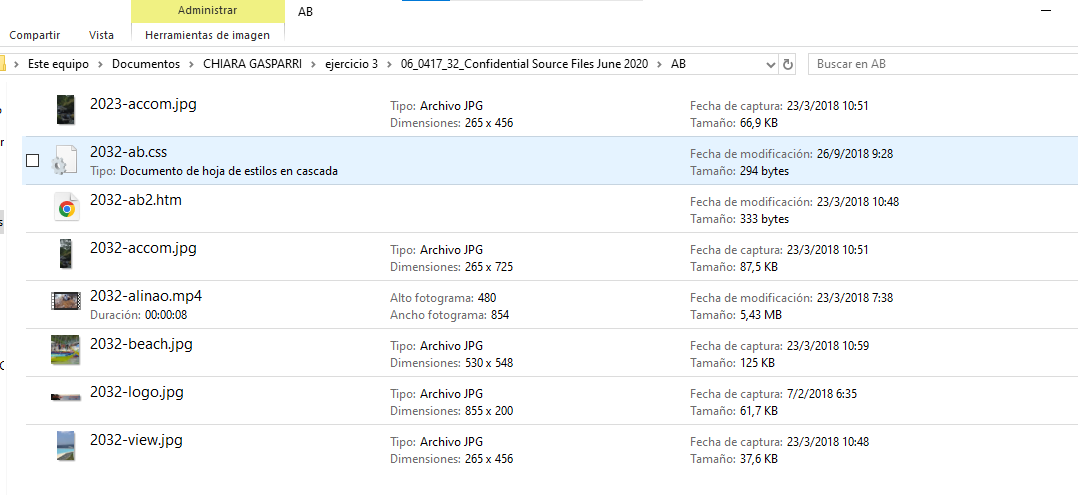 Administrar
AB
Compartir
Vista
Herramientas de imagen
Este equipo > Documentos > CHIARA GASPARRI > ejercicio 3 > 06_0417_32_Confidential Source Files June 2020 > AB
Buscar en AB
2023-accom.jpg
Tipo: Archivo JPG
Dimensiones: 265 x 456
Fecha de captura: 23/3/2018 10:51
Tamaño: 66,9 KB
2032-ab.css
Tipo: Documento de hoja de estilos en cascada
Fecha de modificación: 26/9/2018 9:28
Tamaño: 294 bytes
2032-ab2.htm
Fecha de modificación: 23/3/2018 10:48
Tamaño: 333 bytes
2032-accom.jpg
Tipo: Archivo JPG
Dimensiones: 265 x 725
Fecha de captura: 23/3/2018 10:51
Tamaño: 87,5 KB
2032-alinao.mp4
Duración: 00:00:08
Alto fotograma: 480
Ancho fotograma: 854
Fecha de modificación: 23/3/2018 7:38
Tamaño: 5,43 MB
2032-beach.jpg
Tipo: Archivo JPG
Dimensiones: 530 x 548
Fecha de captura: 23/3/2018 10:59
Tamaño: 125 KB
2032-logo.jpg
Tipo: Archivo JPG
Dimensiones: 855 x 200
Fecha de captura: 7/2/2018 6:35
Tamaño: 61,7 KB
2032-view.jpg
Tipo: Archivo JPG
Dimensiones: 265 x 456
Fecha de captura: 23/3/2018 10:48
Tamaño: 37,6 KB